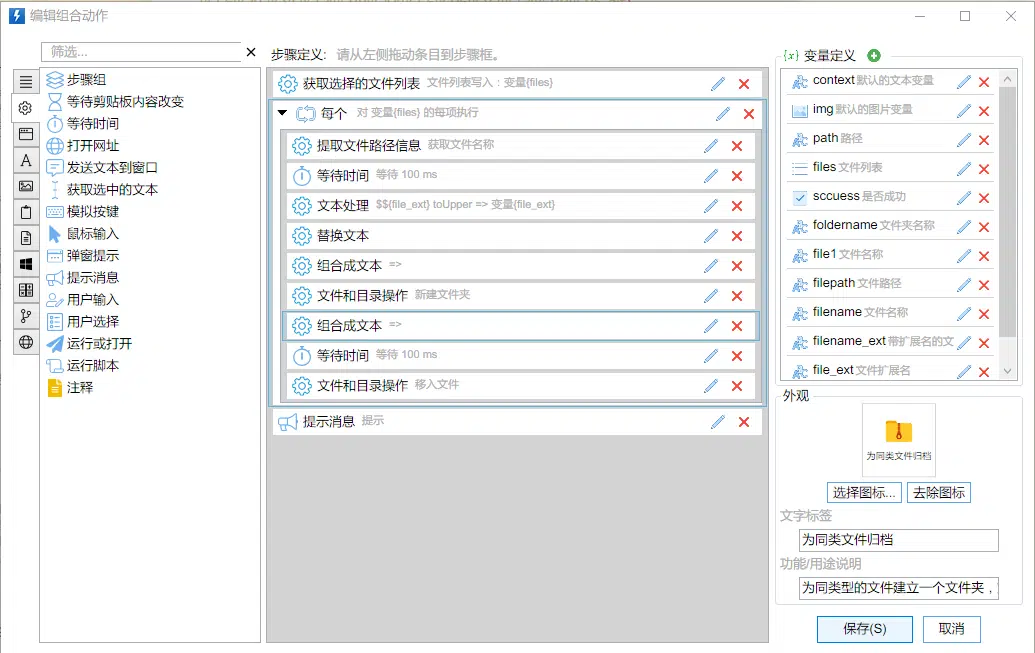 编辑组合动作
筛选...
步骤组
等待剪贴板内容改变
等待时间
打开网址
发送文本到窗口
获取选中的文本
模拟按键
鼠标输入
弹窗提示
提示消息
用户输入
用户选择
运行或打开
运行脚本
注释
步骤定义: 请从左侧拖动条目到步骤框。
获取选择的文件列表 文件列表写入：变量{files}
每个 对 变量{files} 的每项执行
提取文件路径信息 获取文件名称
等待时间 等待 100 ms
文本处理 $${file_ext} toUpper => 变量{file_ext}
替换文本
组合成文本 =>
文件和目录操作 新建文件夹
组合成文本 =>
等待时间 等待 100 ms
文件和目录操作 移入文件
提示消息 提示
{x} 变量定义
context 默认的文本变量
img 默认的图片变量
path 路径
files 文件列表
sccuess 是否成功
foldername 文件夹名称
file1 文件名称
filepath 文件路径
filename 文件名称
filename_ext 带扩展名的文
file_ext 文件扩展名
外观
为同类文件归档
选择图标... 去除图标
文字标签
为同类文件归档
功能/用途说明
为同类型的文件建立一个文件夹，
保存(S) 取消